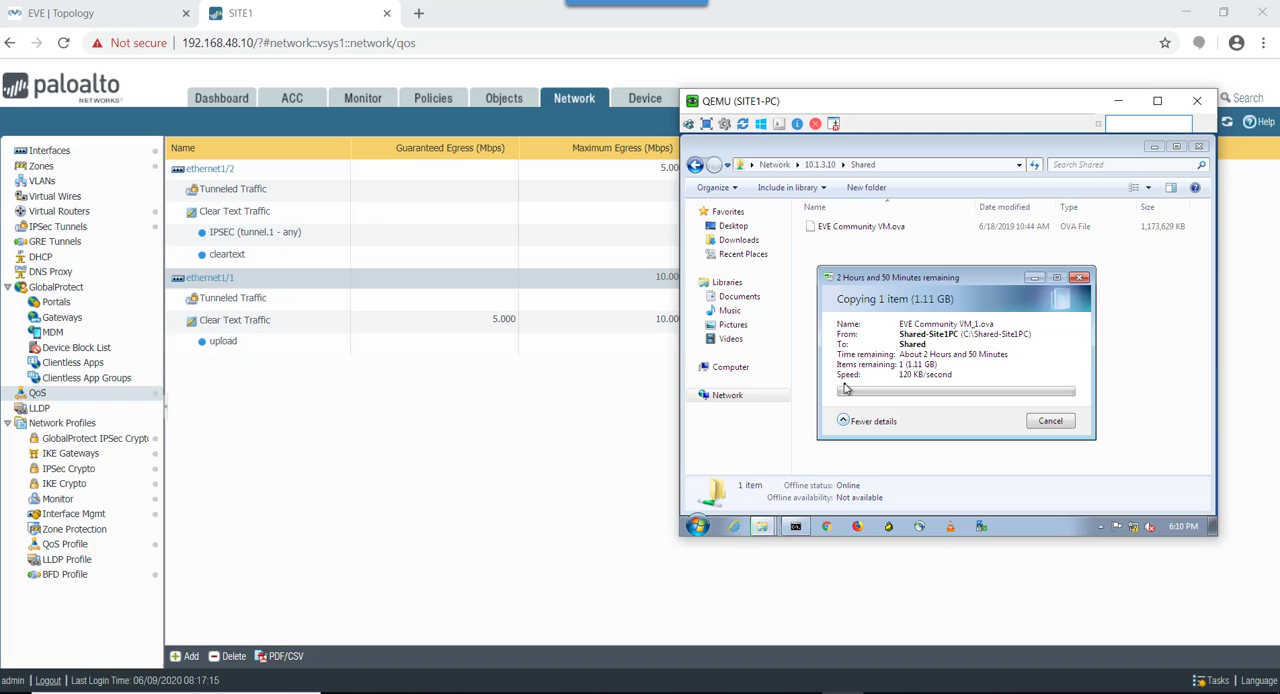 EVE | Topology
SITE1
Not secure
192.168.48.10/?#network::vsys1::network/qos
paloalto
NETWORKS
Dashboard
ACC
Monitor
Policies
Objects
Network
Device
Search
Help
Interfaces
Zones
VLANs
Virtual Wires
Virtual Routers
IPSec Tunnels
GRE Tunnels
DHCP
DNS Proxy
GlobalProtect
Portals
Gateways
MDM
Device Block List
Clientless Apps
Clientless App Groups
QoS
LLDP
Network Profiles
GlobalProtect IPSec Crypto
IKE Gateways
IPSec Crypto
IKE Crypto
Monitor
Interface Mgmt
Zone Protection
QoS Profile
LLDP Profile
BFD Profile
Name Guaranteed Egress (Mbps) Maximum Egress (Mbps)
ethernet1/2 5.000
Tunneled Traffic
Clear Text Traffic
IPSEC (tunnel.1 - any)
cleartext
ethernet1/1 10.000
Tunneled Traffic
Clear Text Traffic 5.000 10.000
upload
QEMU (SITE1-PC)
Network
10.1.3.10
Shared
Search Shared
Organize
Include in library
New folder
Favorites
Desktop
Downloads
Recent Places
Libraries
Documents
Music
Pictures
Videos
Computer
Network
Name Date modified Type Size
EVE Community VM.ova 6/18/2019 10:44 AM OVA File 1,173,629 KB
2 Hours and 50 Minutes remaining
Copying 1 item (1.11 GB)
Name: EVE Community VM_1.ova
From: Shared-Site1PC (C:\Shared-Site1PC)
To: Shared
Time remaining: About 2 Hours and 50 Minutes
Items remaining: 1 (1.11 GB)
Speed: 120 KB/second
Fewer details
Cancel
1 item Offline status: Online
Offline availability: Not available
6:10 PM
Add
Delete
PDF/CSV
admin | Logout | Last Login Time: 06/09/2020 08:17:15
Tasks | Language